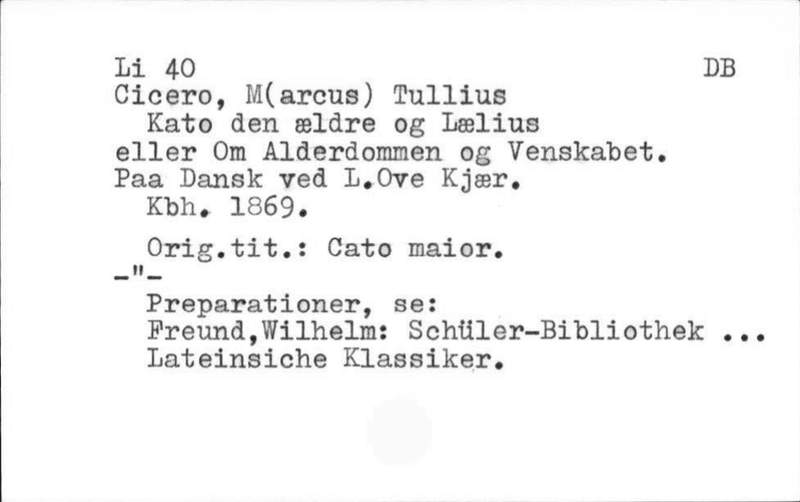 Li 40 DB
Cicero, M(arcus) Tullius
Kato den ældre og Lælius
eller Om Alderdommen og Venskabet.
Paa Dansk ved L.Ove Kjær.
Kbh. 1869.
Orig.tit.: Cato maior.
-"-
Preparationer, se:
Freund,Wilhelm: Schüler-Bibliothek ...
Lateinsiche Klassiker.